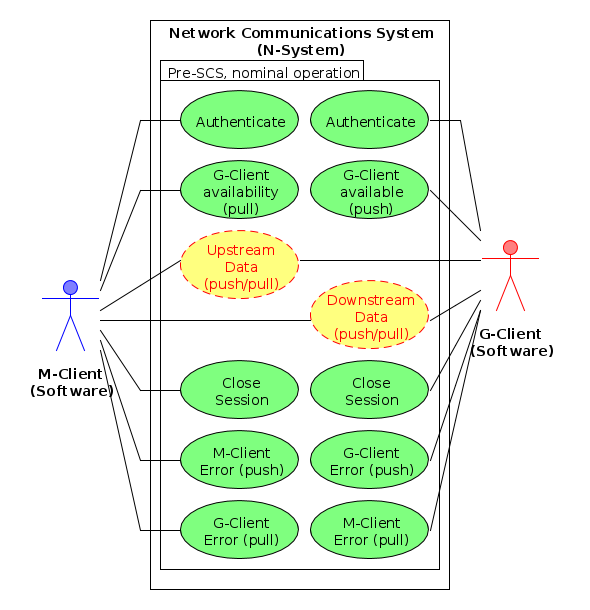 Network Communications System
(N-System)
Pre-SCS, nominal operation
Authenticate
Authenticate
G-Client
availability
(pull)
G-Client
available
(push)
Upstream
Data
(push/pull)
Downstream
Data
(push/pull)
M-Client
(Software)
G-Client
(Software)
Close
Session
Close
Session
M-Client
Error (push)
G-Client
Error (push)
G-Client
Error (pull)
M-Client
Error (pull)